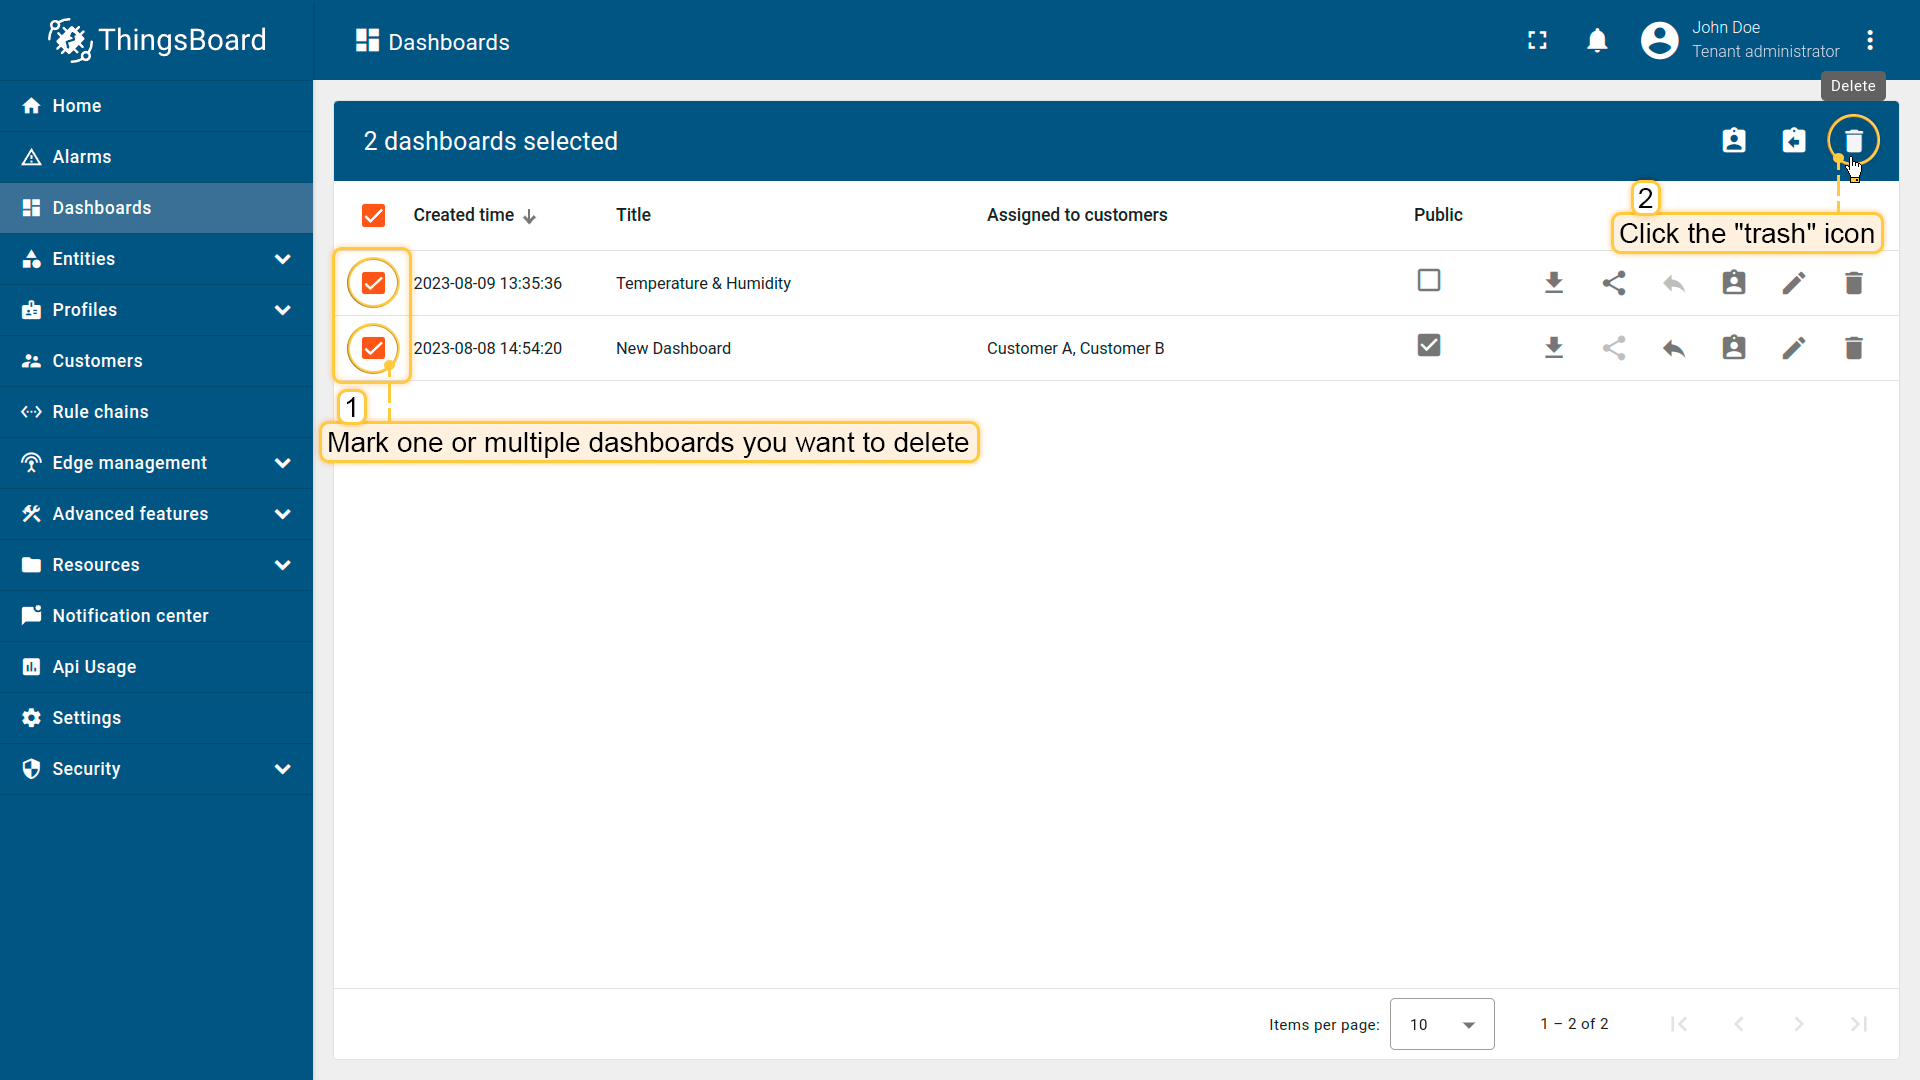 ThingsBoard
Dashboards
John Doe
Tenant administrator
Delete
Home
Alarms
Dashboards
Entities
Profiles
Customers
Rule chains
Edge management
Advanced features
Resources
Notification center
Api Usage
Settings
Security
2 dashboards selected
Created time
Title
Assigned to customers
Public
2
Click the "trash" icon
2023-08-09 13:35:36
Temperature & Humidity
2023-08-08 14:54:20
New Dashboard
Customer A, Customer B
1
Mark one or multiple dashboards you want to delete
Items per page:
10
1 – 2 of 2